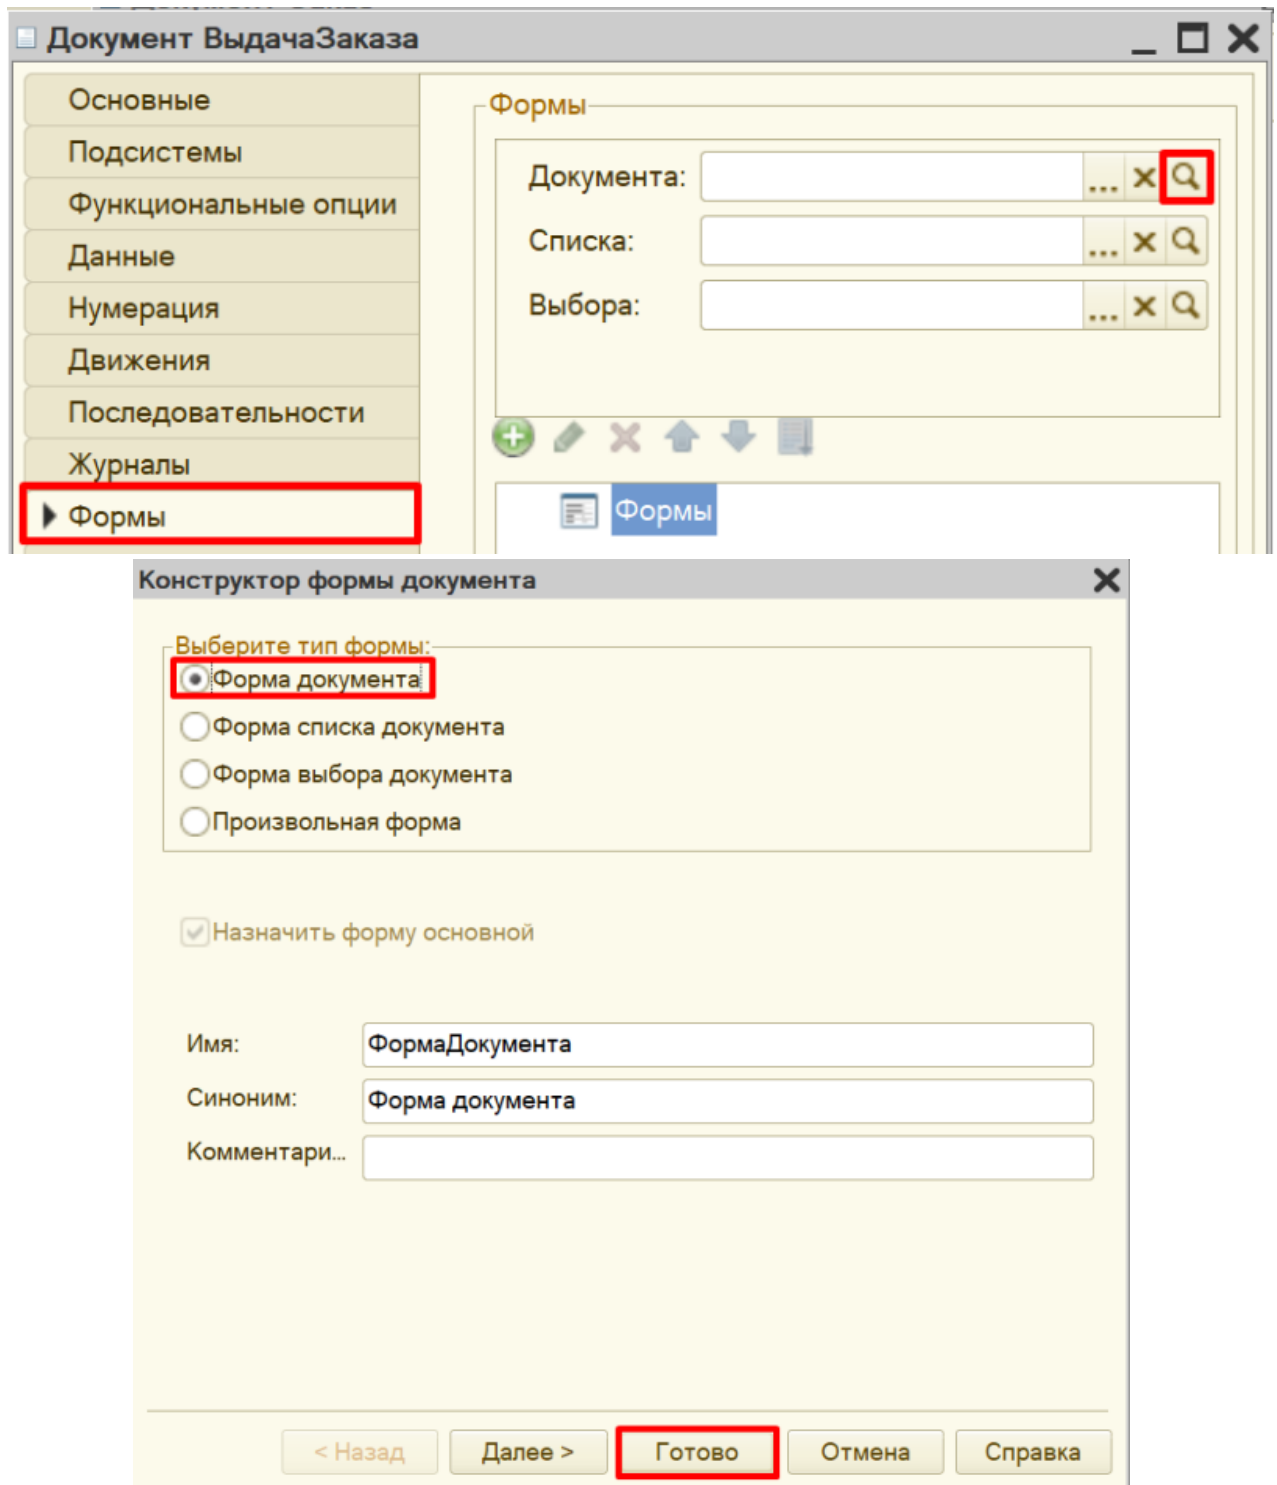 Документ ВыдачаЗаказа
Основные
Подсистемы
Функциональные опции
Данные
Нумерация
Движения
Последовательности
Журналы
Формы
Формы
Документа:
Списка:
Выбора:
Формы
Конструктор формы документа
Выберите тип формы:
Форма документа
Форма списка документа
Форма выбора документа
Произвольная форма
Назначить форму основной
Имя: ФормаДокумента
Синоним: Форма документа
Комментари...
< Назад Далее > Готово Отмена Справка